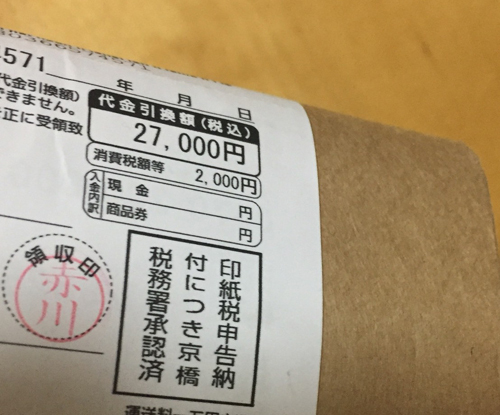 4571
年 月 日
代金引換額)
できません。
正に受領致
代金引換額(税込)
27,000円
消費税額等 2,000円
入金内訳
現金 円
商品券 円
領収印
赤川
印紙税申告納
付につき京橋
税務署承認済